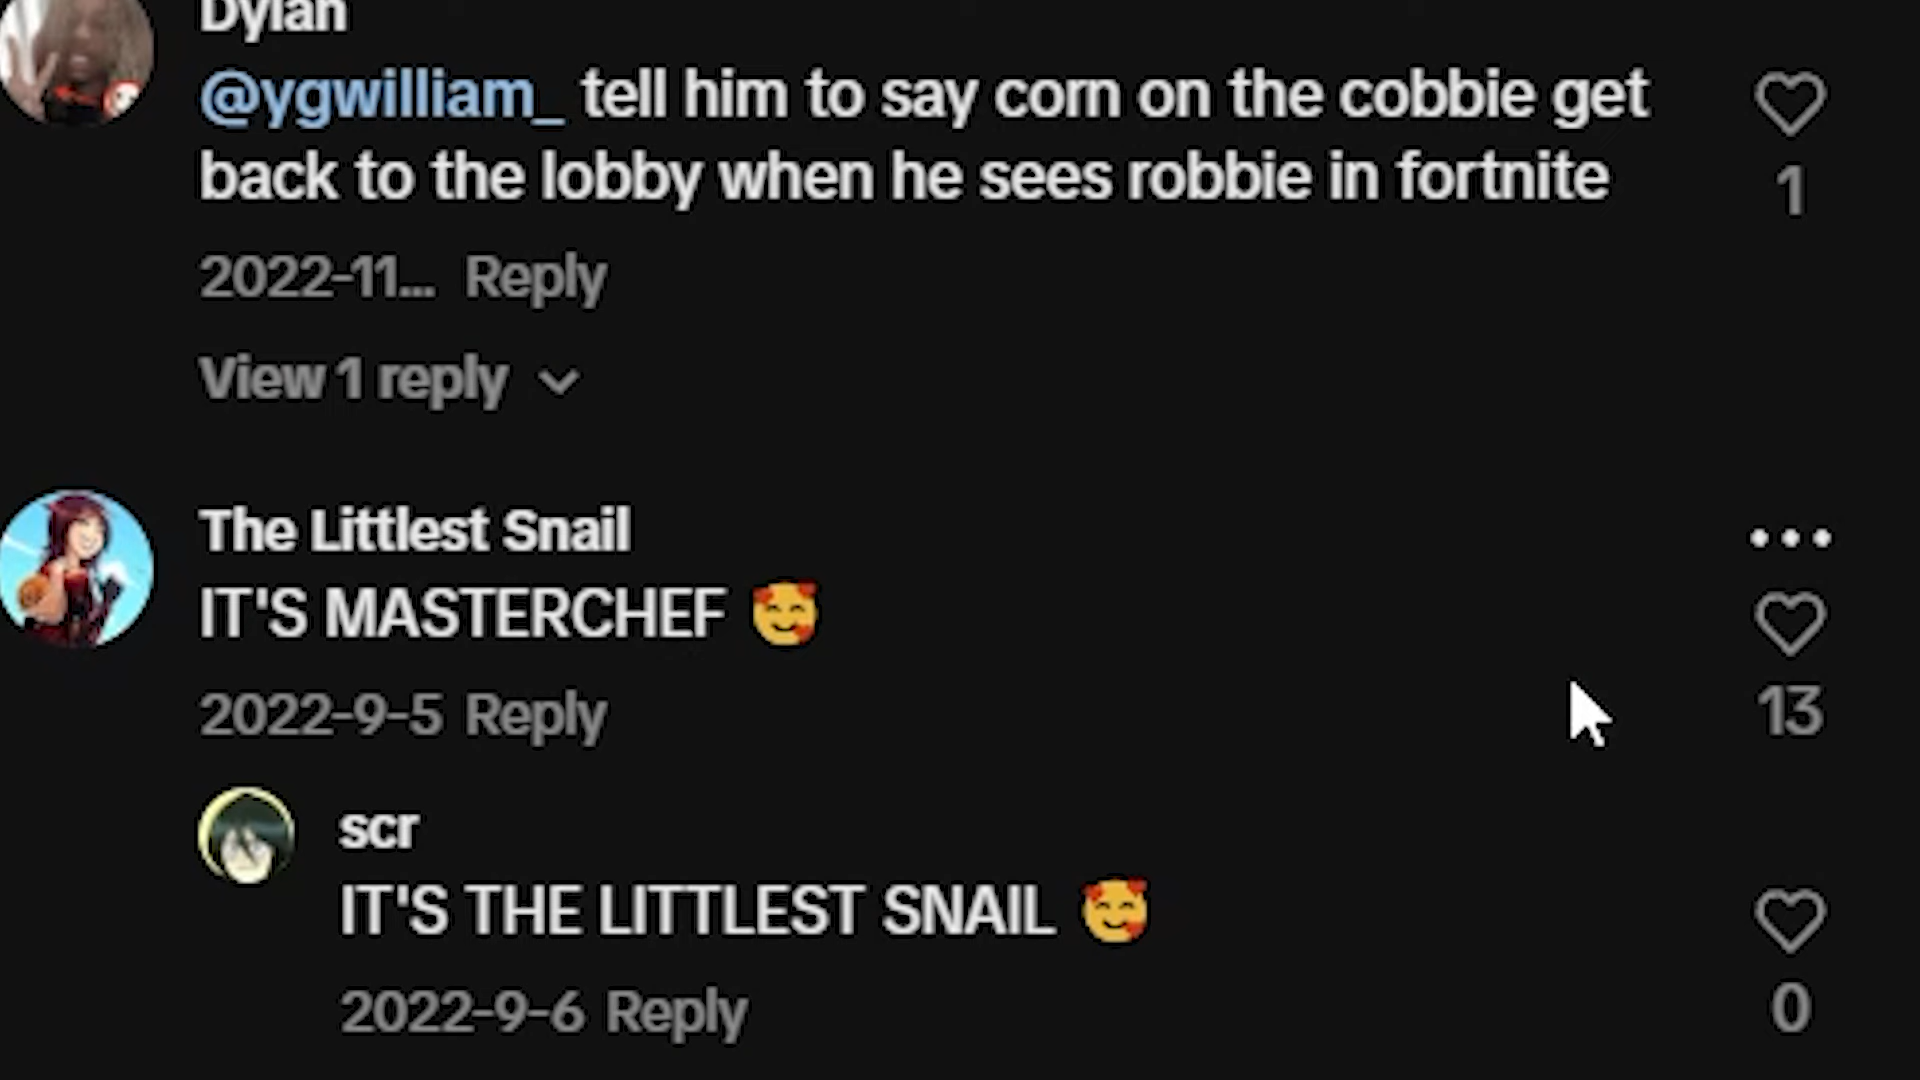 Dylan
@ygwilliam_ tell him to say corn on the cobbie get
back to the lobby when he sees robbie in fortnite
1
2022-11... Reply
View 1 reply
The Littlest Snail
IT'S MASTERCHEF 🥰
2022-9-5 Reply
13
scr
IT'S THE LITTLEST SNAIL 🥰
2022-9-6 Reply
0